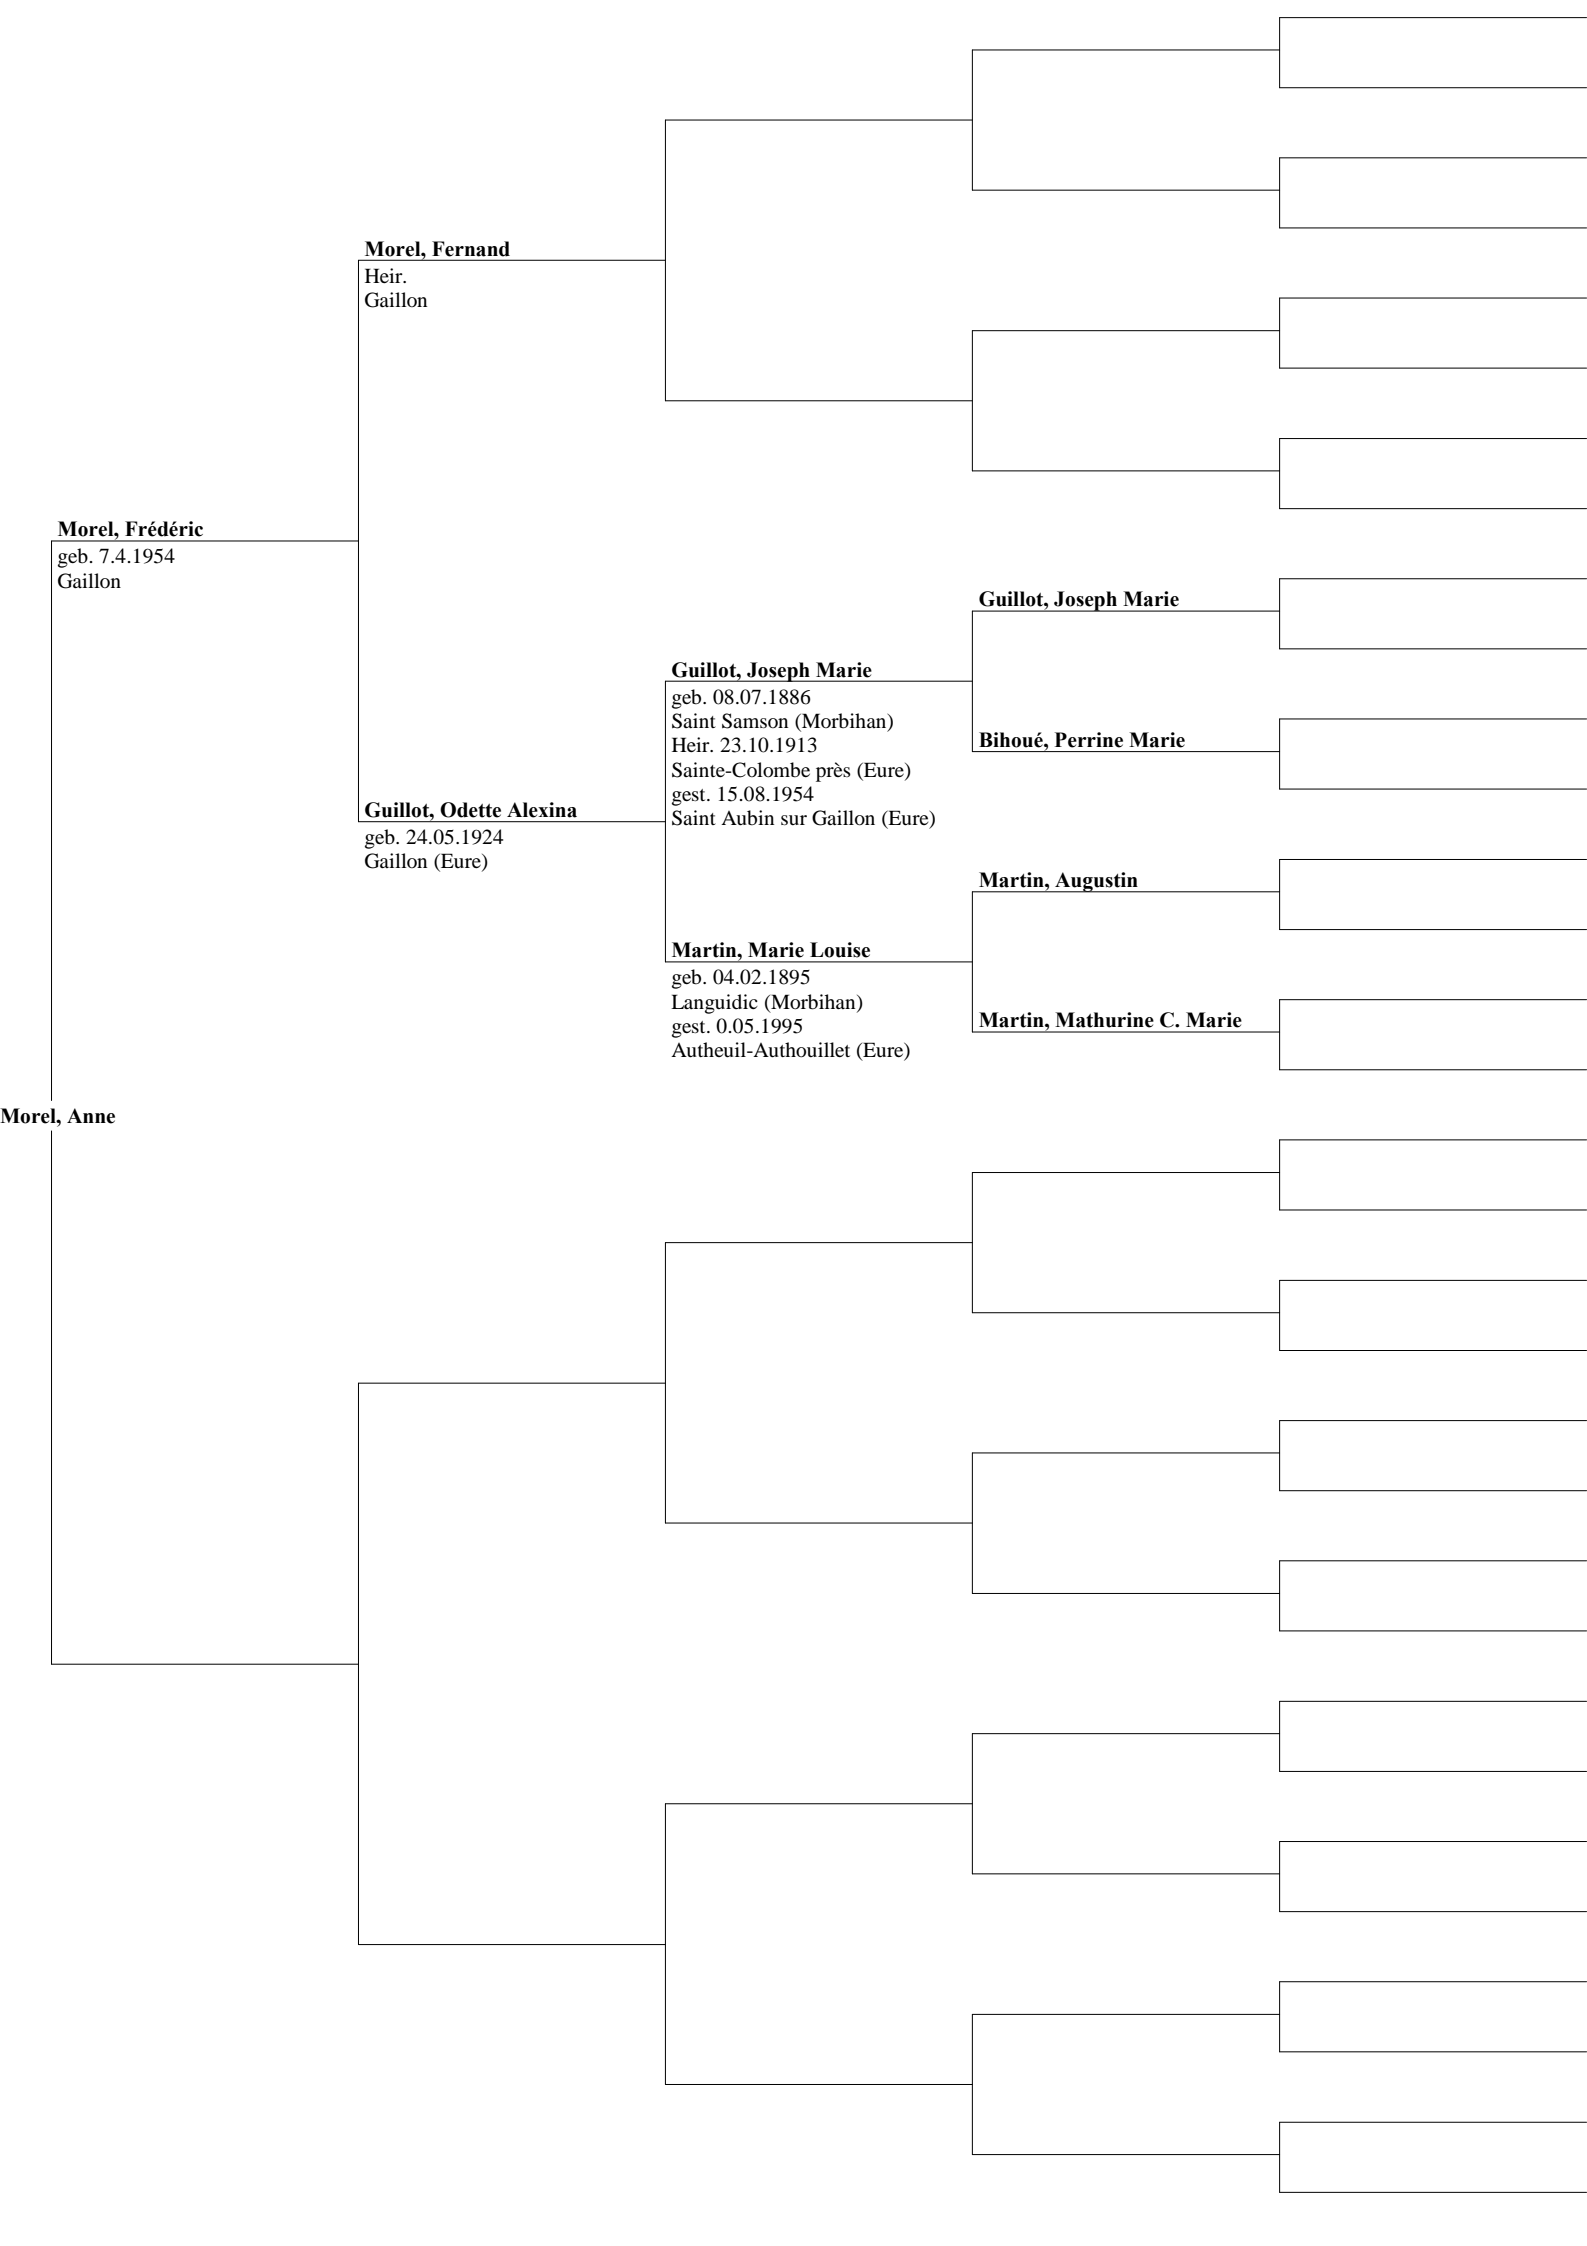 Morel, Fernand
Heir.
Gaillon
Morel, Frédéric
geb. 7.4.1954
Gaillon
Guillot, Joseph Marie
Guillot, Joseph Marie
geb. 08.07.1886
Saint Samson (Morbihan)
Heir. 23.10.1913
Sainte-Colombe près (Eure)
gest. 15.08.1954
Saint Aubin sur Gaillon (Eure)
Bihoué, Perrine Marie
Guillot, Odette Alexina
geb. 24.05.1924
Gaillon (Eure)
Martin, Augustin
Martin, Marie Louise
geb. 04.02.1895
Languidic (Morbihan)
gest. 0.05.1995
Autheuil-Authouillet (Eure)
Martin, Mathurine C. Marie
Morel, Anne